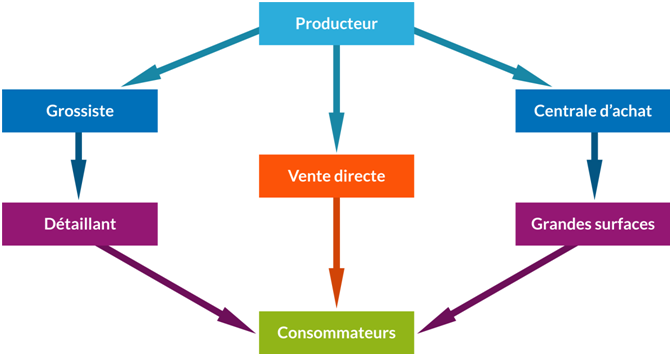 Producteur
Grossiste
Centrale d’achat
Vente directe
Détaillant
Grandes surfaces
Consommateurs